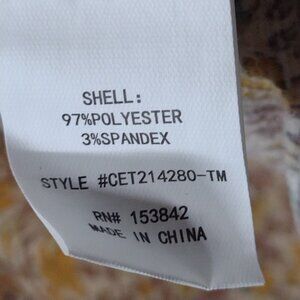 SHELL:
97%POLYESTER
3%SPANDEX
STYLE #CET214280-TM
RN# 153842
MADE IN CHINA